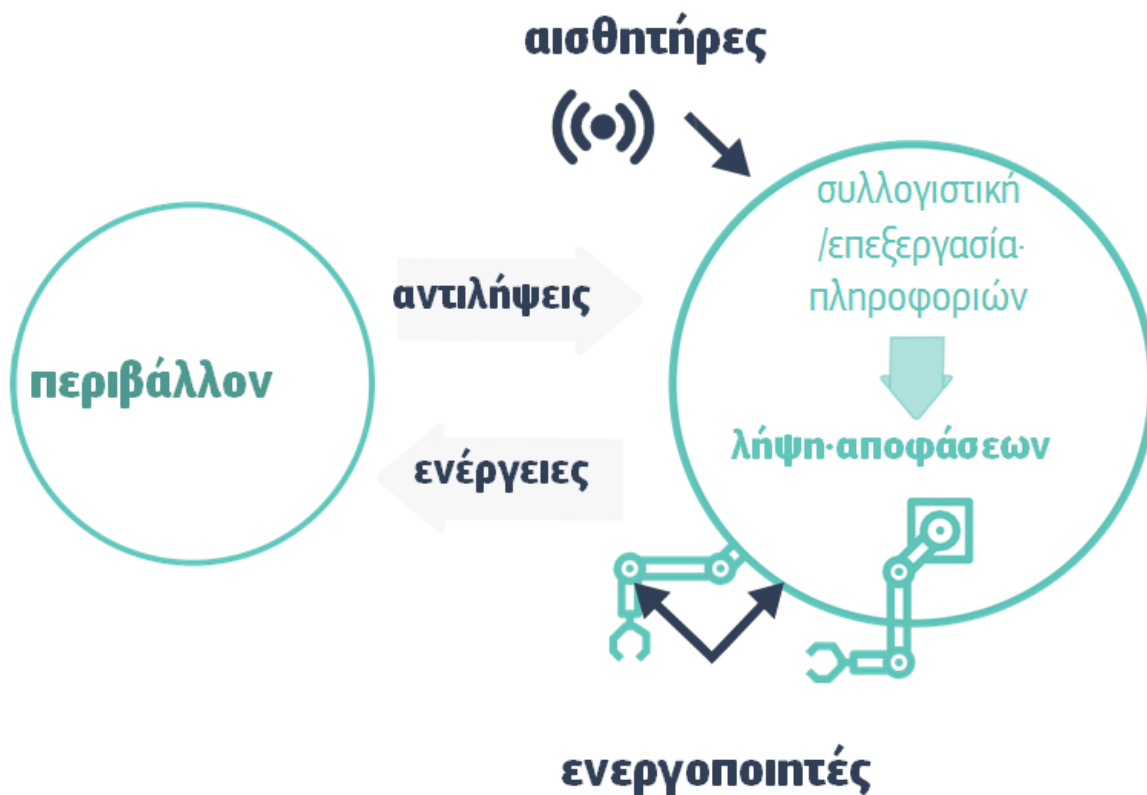 αισθητήρες
συλλογιστική
/επεξεργασία·
πληροφοριών
αντιλήψεις
περιβάλλον
λήψη·αποφάσεων
ενέργειες
ενεργοποιητές